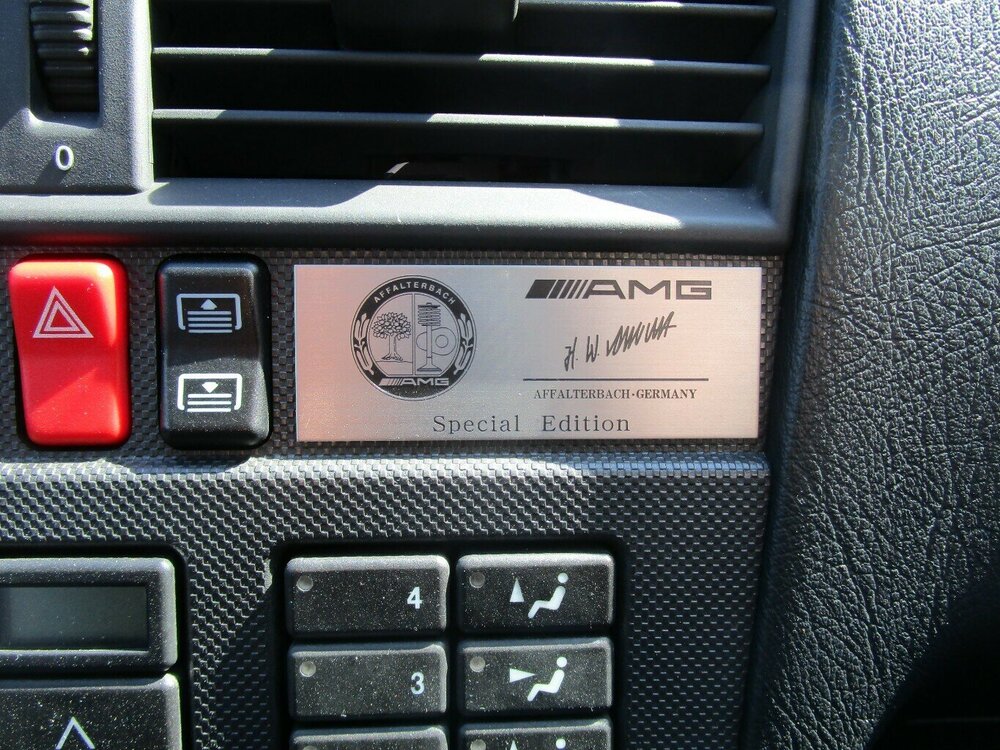 0
AFFALTERBACH
AMG
AMG
AFFALTERBACH·GERMANY
Special Edition
4
3